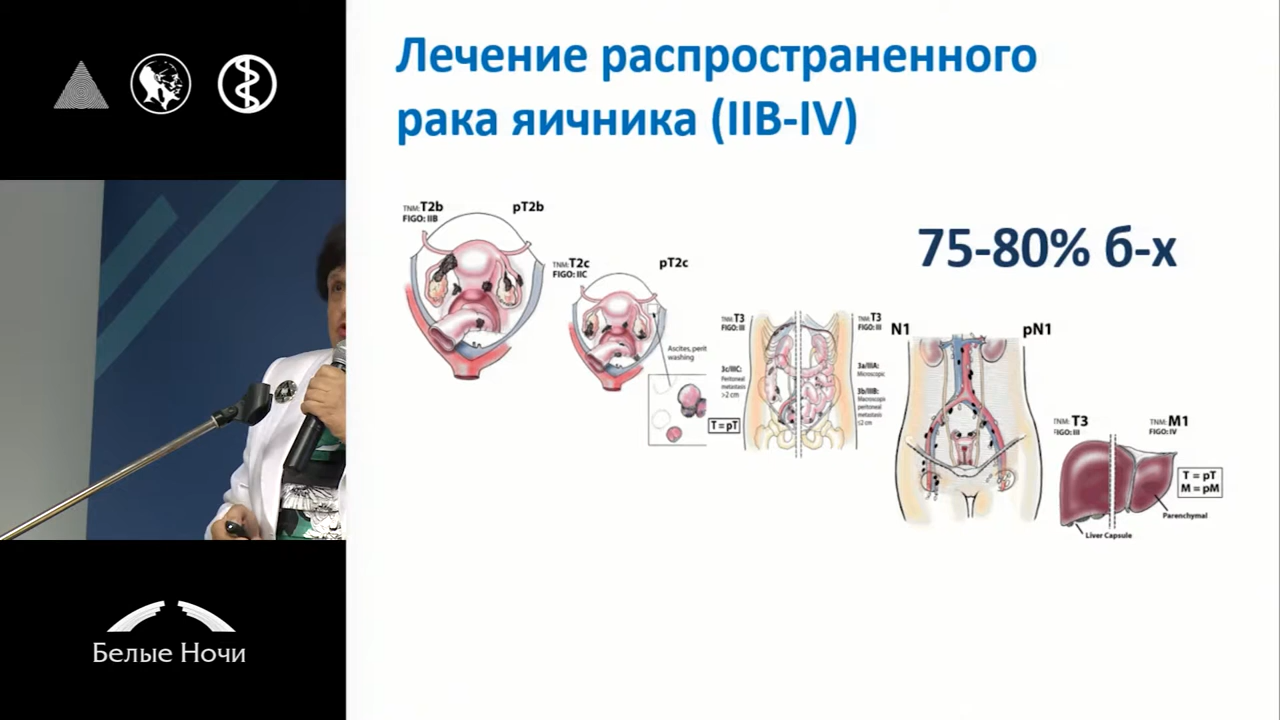 Лечение распространенного
рака яичника (IIB-IV)
75-80% б-х
TNM: T2b
FIGO: IIB
pT2b
TNM: T2c
FIGO: IIC
pT2c
Ascites, perit
washing
TNM: T3
FIGO: III
3c/IIIC:
Peritoneal
metastasis
>2 cm
T = pT
TNM: T3
FIGO: III
3a/IIIA:
Microscopic
3b/IIIB:
Macroscopic
peritoneal
metastasis
≤2 cm
N1
pN1
TNM: T3
FIGO: III
TNM: M1
FIGO: IV
T = pT
M = pM
Parenchymal
Liver Capsule
Белые Ночи